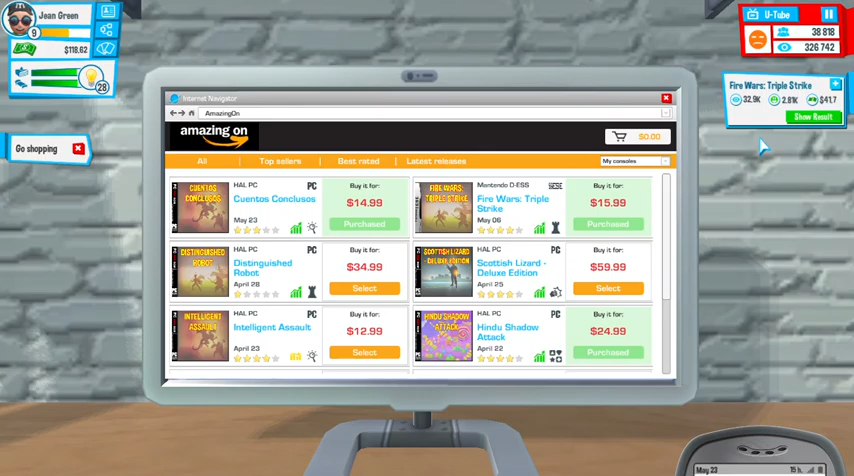 Jean Green
9
$118.62
28
Go shopping
U-Tube
38 818
326 742
Fire Wars: Triple Strike
32.9K
2.81K
$41.7
Show Result
Internet Navigator
AmazingOn
amazing on
$0.00
All
Top sellers
Best rated
Latest releases
My consoles
CUENTOS
CONCLUSOS
HAL PC
PC
Cuentos Conclusos
May 23
Buy it for:
$14.99
Purchased
FIRE WARS:
TRIPLE STRIKE
Mantendo D-ESS
Fire Wars: Triple
Strike
May 06
Buy it for:
$15.99
Purchased
DISTINGUISHED
ROBOT
HAL PC
PC
Distinguished
Robot
April 28
Buy it for:
$34.99
Select
SCOTTISH LIZARD
- DELUXE EDITION
HAL PC
PC
Scottish Lizard -
Deluxe Edition
April 25
Buy it for:
$59.99
Select
INTELLIGENT
ASSAULT
HAL PC
PC
Intelligent Assault
April 23
Buy it for:
$12.99
Select
HINDU SHADOW
ATTACK
HAL PC
PC
Hindu Shadow
Attack
April 22
Buy it for:
$24.99
Purchased
May 23
15 h.